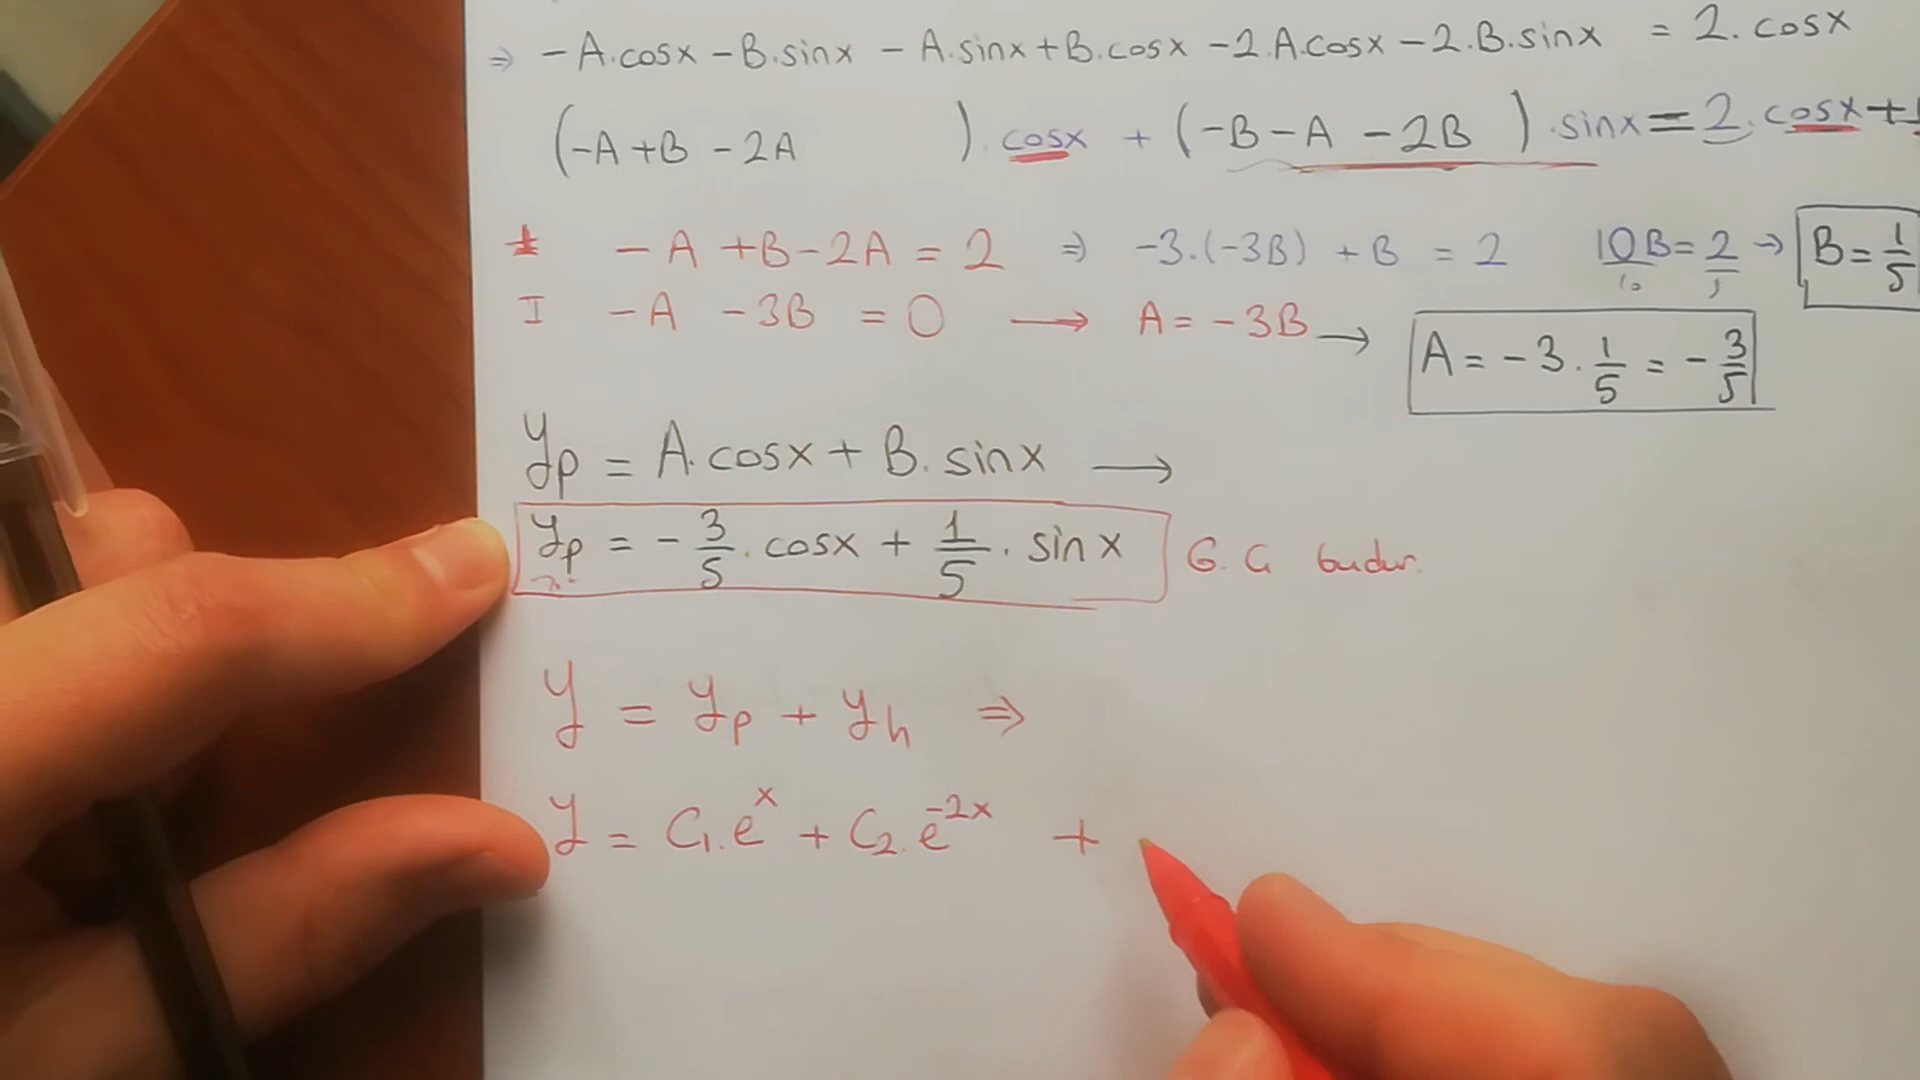 ⇒ -A.cosx - B.sinx - A.sinx + B.cosx - 2.A.cosx - 2.B.sinx = 2.cosx
(-A + B - 2A ).cosx + (-B - A - 2B ).sinx = 2.cosx +
-A + B - 2A = 2 ⇒ -3.(-3B) + B = 2 10B = 2 → B = 1/5
I -A - 3B = 0 → A = -3B → A = -3.1/5 = -3/5
yp = A.cosx + B.sinx →
yp = -3/5.cosx + 1/5.sinx G. Ç budur.
y = yp + yh ⇒
y = C₁.e^x + C₂.e^-2x +